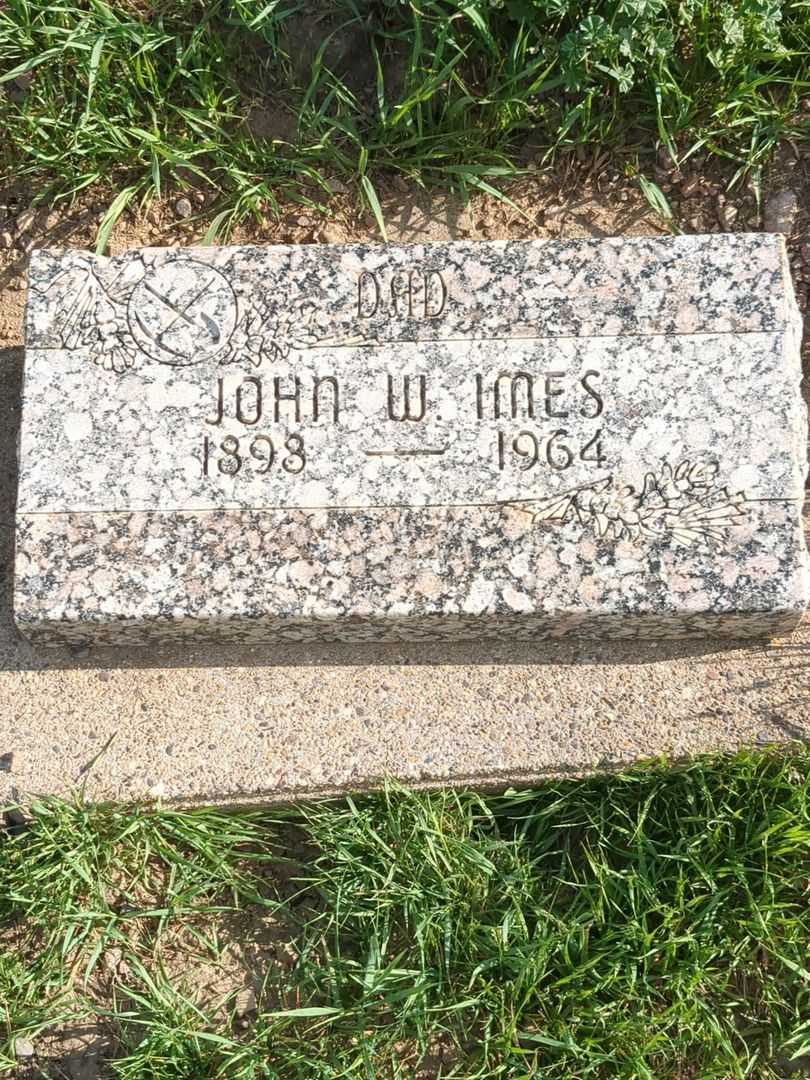 DAD
JOHN W. IMES
1898 — 1964